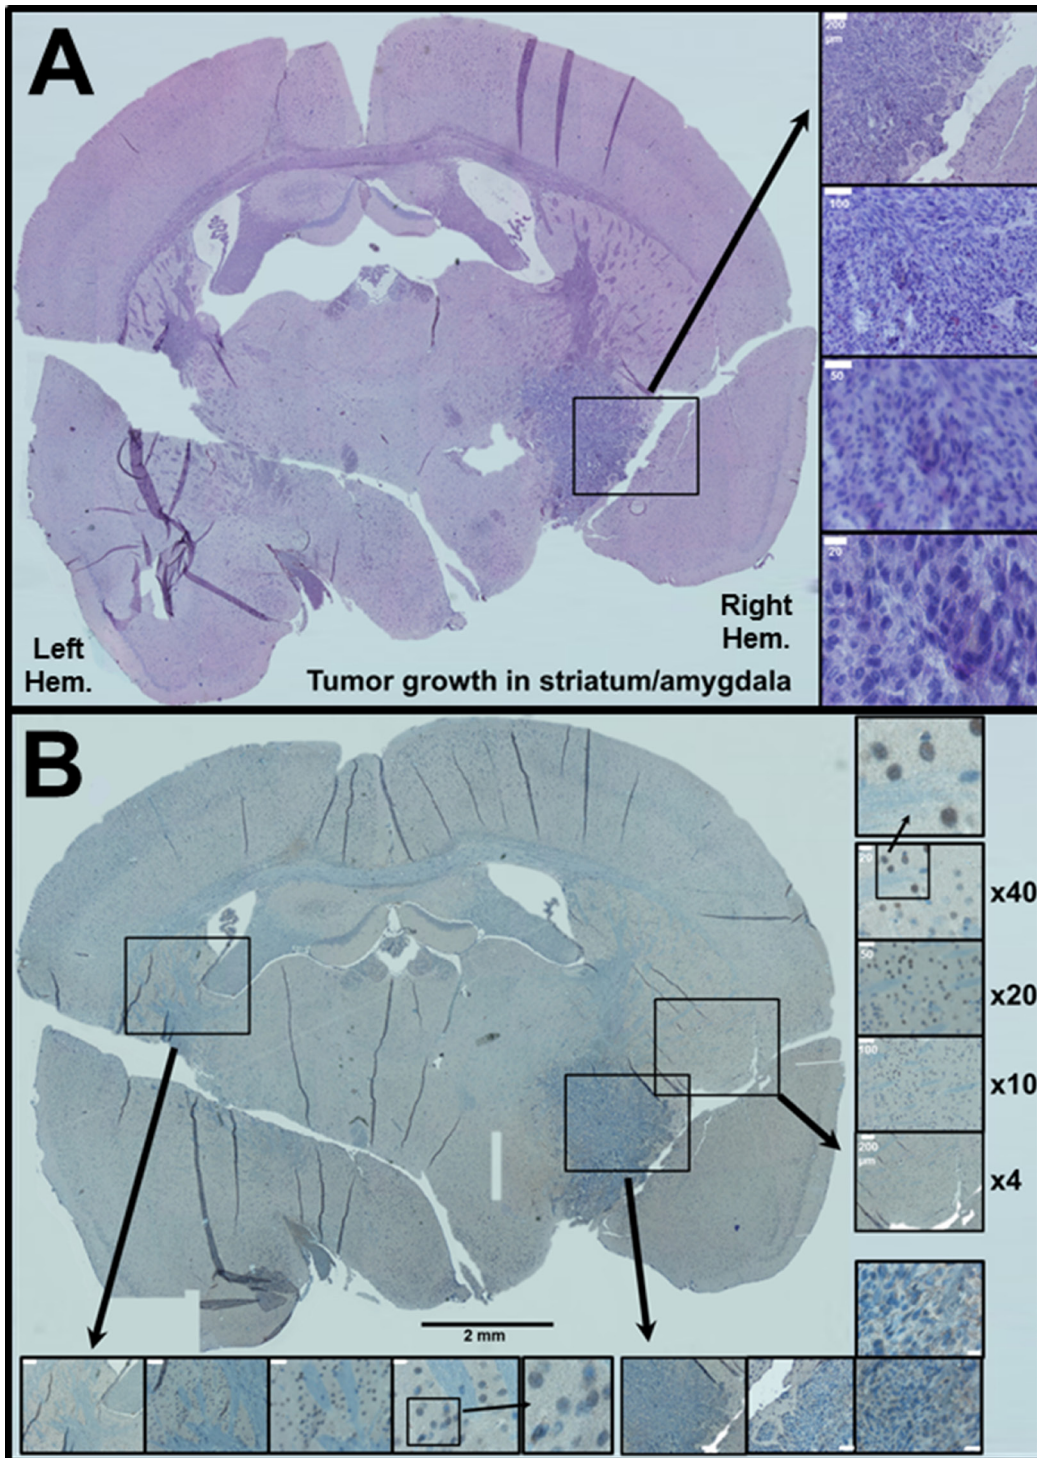 A
200
µm
100
50
20
Left
Hem.
Right
Hem.
Tumor growth in striatum/amygdala
B
20
x40
50
x20
100
x10
200
µm
x4
2 mm